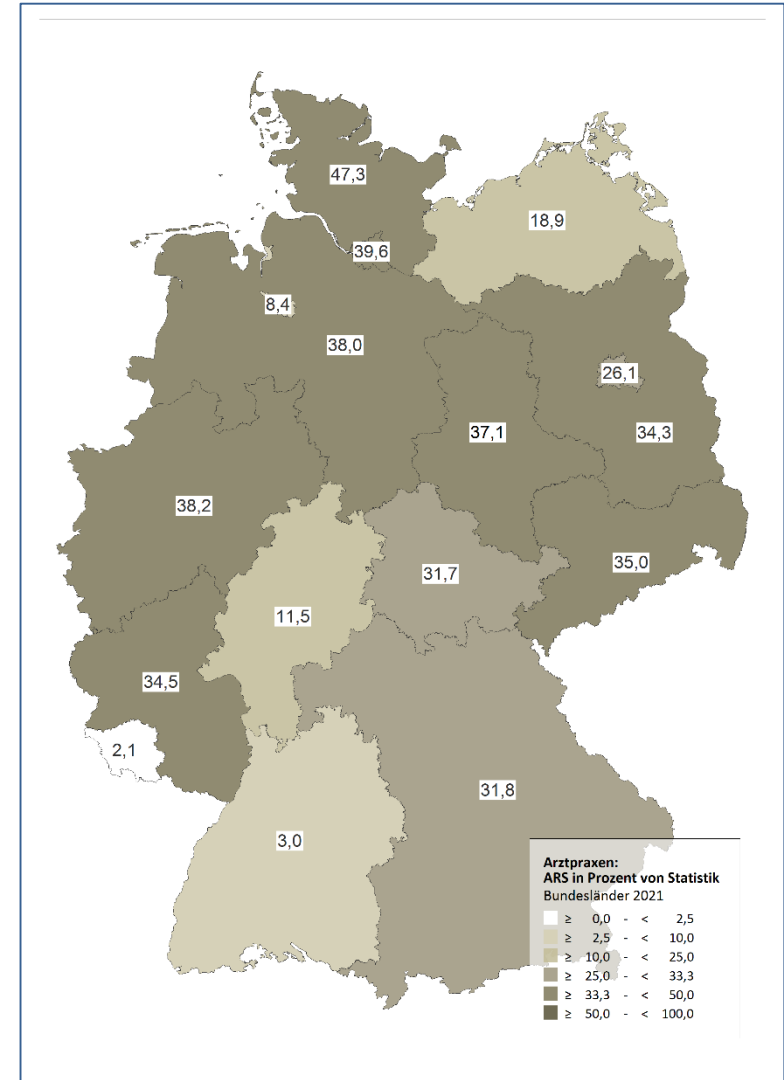 47,3
18,9
39,6
8,4
38,0
26,1
37,1
34,3
38,2
35,0
31,7
11,5
34,5
2,1
31,8
3,0
Arztpraxen:
ARS in Prozent von Statistik
Bundesländer 2021
≥ 0,0 - < 2,5
≥ 2,5 - < 10,0
≥ 10,0 - < 25,0
≥ 25,0 - < 33,3
≥ 33,3 - < 50,0
≥ 50,0 - < 100,0